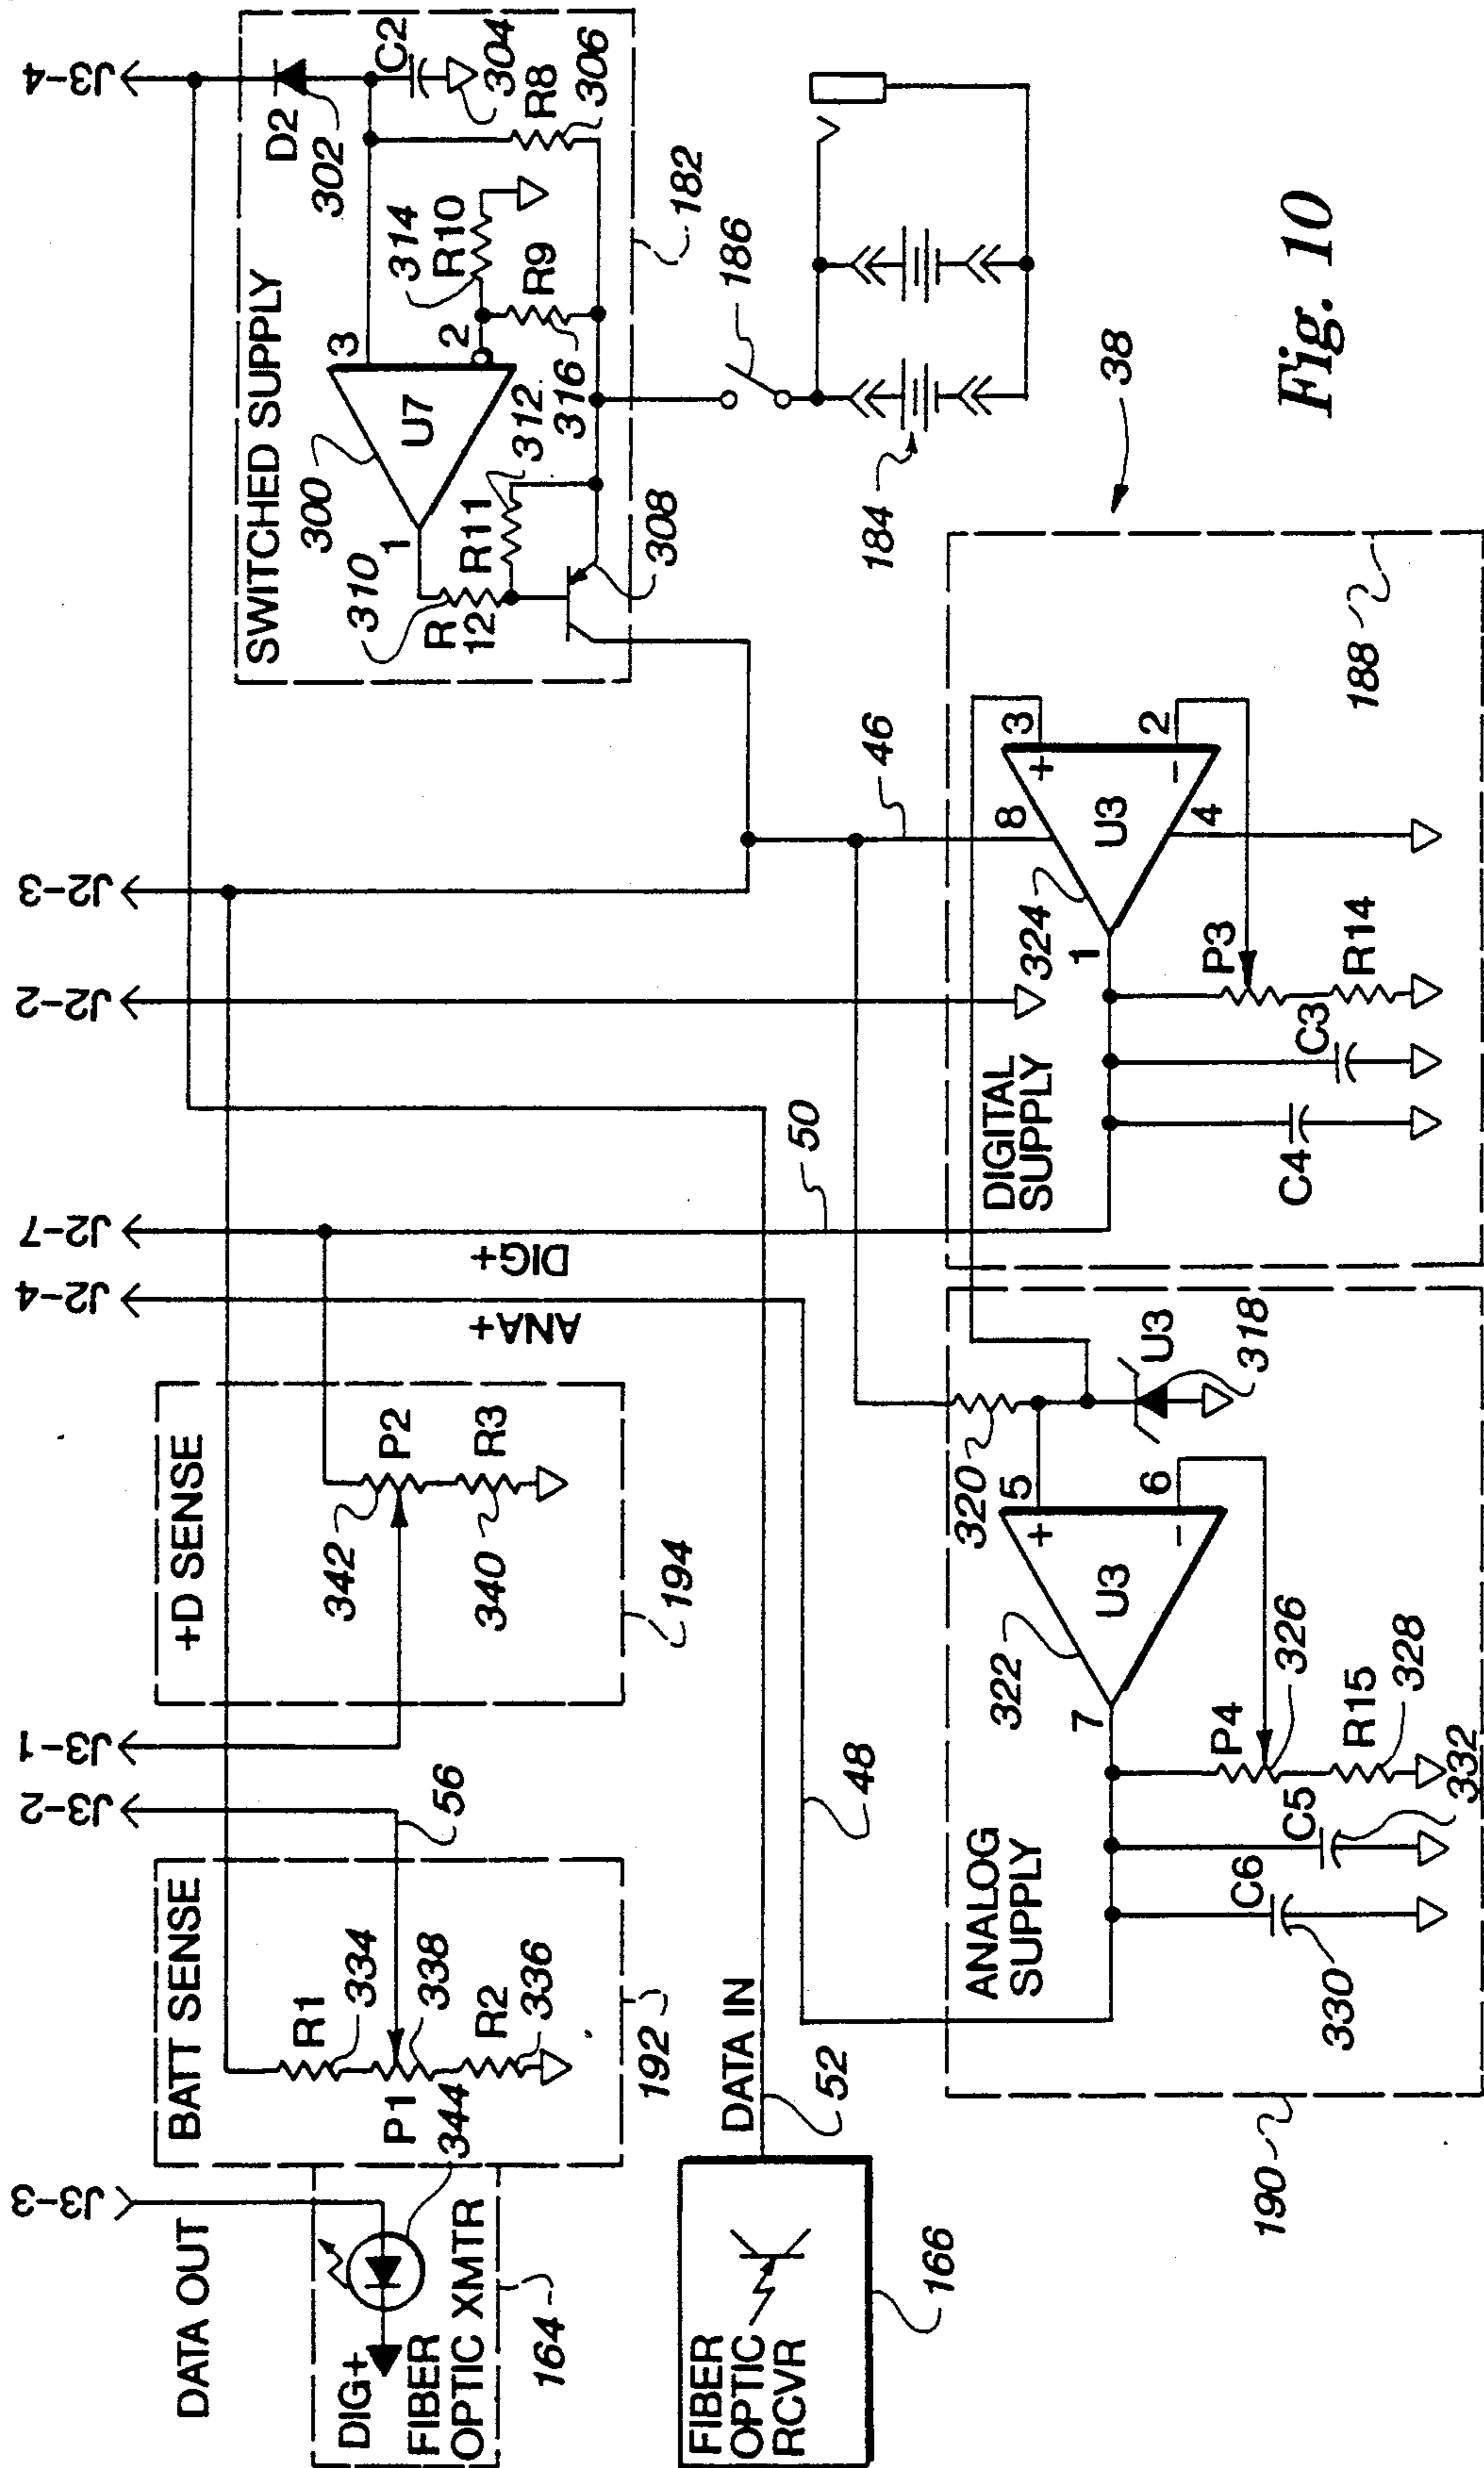 J3-3
J3-2
J3-1
J2-4
J2-7
J2-2
J2-3
J3-4
DATA OUT
BATT SENSE
+D SENSE
SWITCHED SUPPLY
DIG+
FIBER
OPTIC XMTR
164
344
R1
334
P1
338
R2
336
192
56
342
P2
340
R3
194
ANA+
DIG+
310
300
1
3
2
U7
R
12
R11
312
316
308
314
R10
R9
D2
302
C2
304
R8
306
182
186
184
FIBER
OPTIC
RCVR
166
DATA IN
52
48
50
46
38
ANALOG
SUPPLY
322
7
U3
5
6
+
-
320
U3
318
P4
326
R15
328
C5
332
C6
330
190
DIGITAL
SUPPLY
324
1
8
U3
3
2
+
-
4
P3
R14
C3
C4
188
Fig. 10